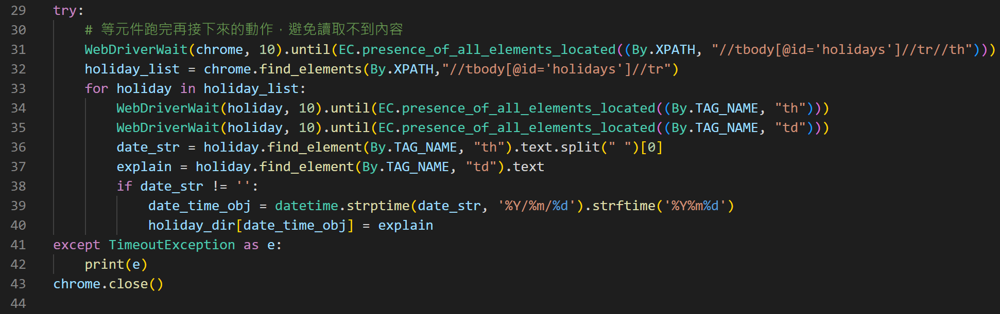 29 try:
30     # 等元件跑完再接下來的動作，避免讀取不到內容
31     WebDriverWait(chrome, 10).until(EC.presence_of_all_elements_located((By.XPATH, "//tbody[@id='holidays']//tr//th")))
32     holiday_list = chrome.find_elements(By.XPATH,"//tbody[@id='holidays']//tr")
33     for holiday in holiday_list:
34         WebDriverWait(holiday, 10).until(EC.presence_of_all_elements_located((By.TAG_NAME, "th")))
35         WebDriverWait(holiday, 10).until(EC.presence_of_all_elements_located((By.TAG_NAME, "td")))
36         date_str = holiday.find_element(By.TAG_NAME, "th").text.split(" ")[0]
37         explain = holiday.find_element(By.TAG_NAME, "td").text
38         if date_str != '':
39             date_time_obj = datetime.strptime(date_str, '%Y/%m/%d').strftime('%Y%m%d')
40             holiday_dir[date_time_obj] = explain
41 except TimeoutException as e:
42     print(e)
43 chrome.close()
44